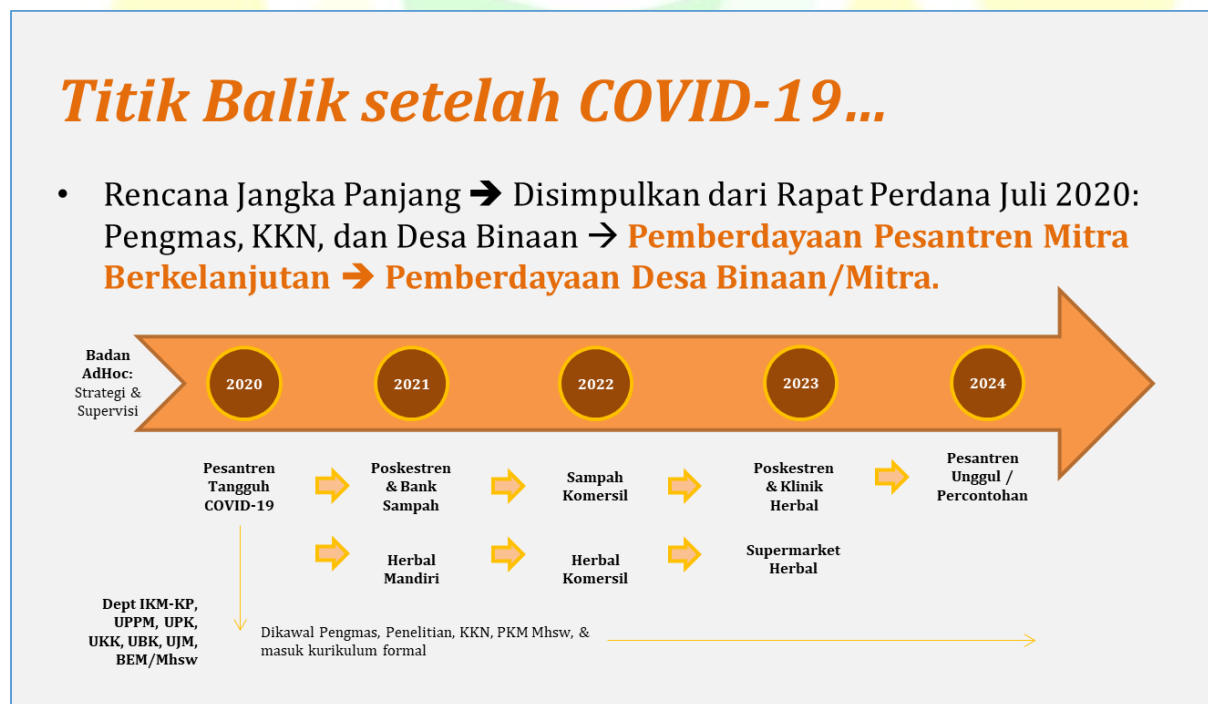 Titik Balik setelah COVID-19...
• Rencana Jangka Panjang ➔ Disimpulkan dari Rapat Perdana Juli 2020:
Pengmas, KKN, dan Desa Binaan → Pemberdayaan Pesantren Mitra
Berkelanjutan ➔ Pemberdayaan Desa Binaan/Mitra.
Badan
AdHoc:
Strategi &
Supervisi
2020
2021
2022
2023
2024
Pesantren
Tangguh
COVID-19
Poskestren
& Bank
Sampah
Sampah
Komersil
Poskestren
& Klinik
Herbal
Pesantren
Unggul /
Percontohan
Herbal
Mandiri
Herbal
Komersil
Supermarket
Herbal
Dept IKM-KP,
UPPM, UPK,
UKK, UBK, UJM,
BEM/Mhsw
Dikawal Pengmas, Penelitian, KKN, PKM Mhsw, &
masuk kurikulum formal